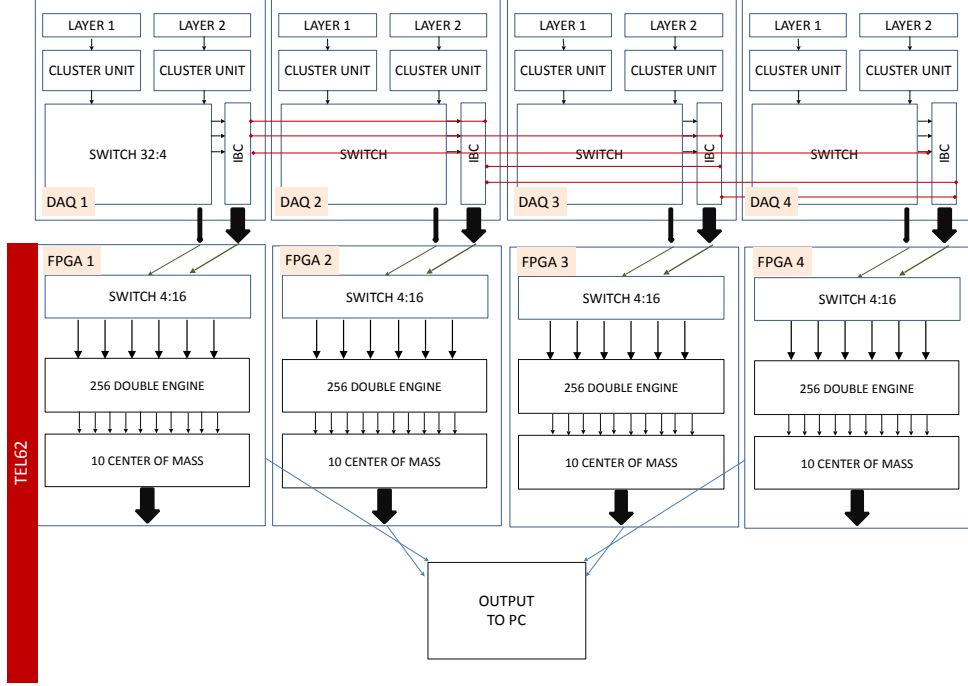 LAYER 1
LAYER 2
LAYER 1
LAYER 2
LAYER 1
LAYER 2
LAYER 1
LAYER 2
CLUSTER UNIT
CLUSTER UNIT
CLUSTER UNIT
CLUSTER UNIT
CLUSTER UNIT
CLUSTER UNIT
CLUSTER UNIT
CLUSTER UNIT
SWITCH 32:4
IBC
SWITCH
IBC
SWITCH
IBC
SWITCH
IBC
DAQ 1
DAQ 2
DAQ 3
DAQ 4
TEL62
FPGA 1
FPGA 2
FPGA 3
FPGA 4
SWITCH 4:16
SWITCH 4:16
SWITCH 4:16
SWITCH 4:16
256 DOUBLE ENGINE
256 DOUBLE ENGINE
256 DOUBLE ENGINE
256 DOUBLE ENGINE
10 CENTER OF MASS
10 CENTER OF MASS
10 CENTER OF MASS
10 CENTER OF MASS
OUTPUT
TO PC